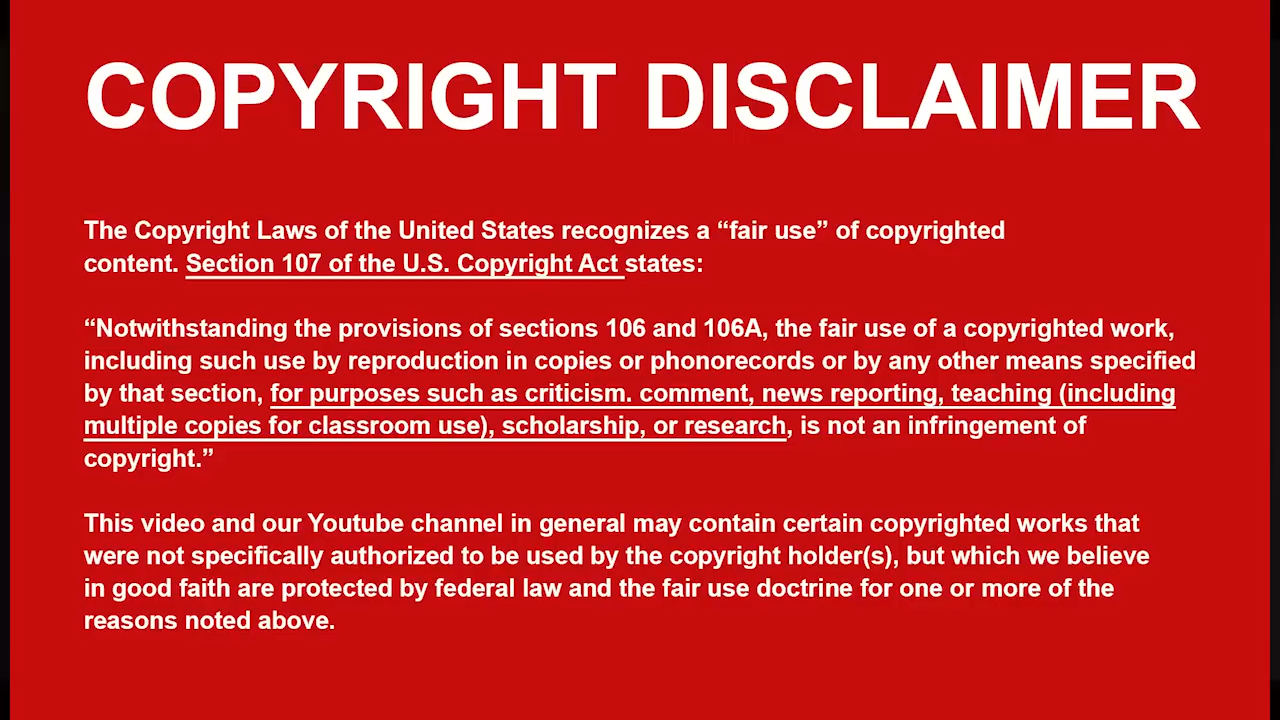 COPYRIGHT DISCLAIMER
The Copyright Laws of the United States recognizes a “fair use” of copyrighted
content. Section 107 of the U.S. Copyright Act states:
“Notwithstanding the provisions of sections 106 and 106A, the fair use of a copyrighted work,
including such use by reproduction in copies or phonorecords or by any other means specified
by that section, for purposes such as criticism. comment, news reporting, teaching (including
multiple copies for classroom use), scholarship, or research, is not an infringement of
copyright.”
This video and our Youtube channel in general may contain certain copyrighted works that
were not specifically authorized to be used by the copyright holder(s), but which we believe
in good faith are protected by federal law and the fair use doctrine for one or more of the
reasons noted above.